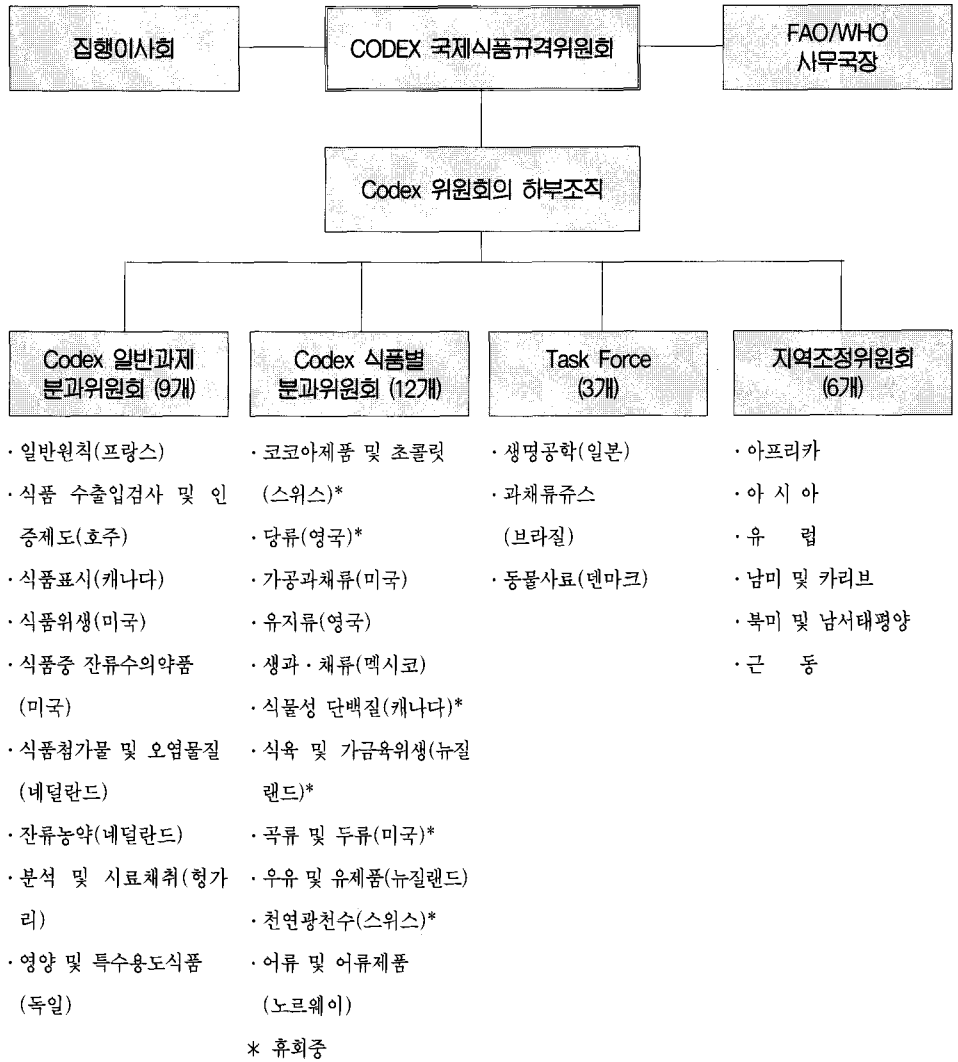 집행이사회
CODEX 국제식품규격위원회
FAO/WHO
사무국장
Codex 위원회의 하부조직
Codex 일반과제
분과위원회 (9개)
· 일반원칙(프랑스)
· 식품 수출입검사 및 인
증제도(호주)
· 식품표시(캐나다)
· 식품위생(미국)
· 식품중 잔류수의약품
(미국)
· 식품첨가물 및 오염물질
(네덜란드)
· 잔류농약(네덜란드)
· 분석 및 시료채취(헝가
리)
· 영양 및 특수용도식품
(독일)
Codex 식품별
분과위원회 (12개)
· 코코아제품 및 초콜릿
(스위스)*
· 당류(영국)*
· 가공과채류(미국)
· 유지류(영국)
· 생과 · 채류(멕시코)
· 식물성 단백질(캐나다)*
· 식육 및 가금육위생(뉴질
랜드)*
· 곡류 및 두류(미국)*
· 우유 및 유제품(뉴질랜드)
· 천연광천수(스위스)*
· 어류 및 어류제품
(노르웨이)
* 휴회중
Task Force
(3개)
· 생명공학(일본)
· 과채류쥬스
(브라질)
· 동물사료(덴마크)
지역조정위원회
(6개)
· 아프리카
· 아 시 아
· 유 럽
· 남미 및 카리브
· 북미 및 남서태평양
· 근 동